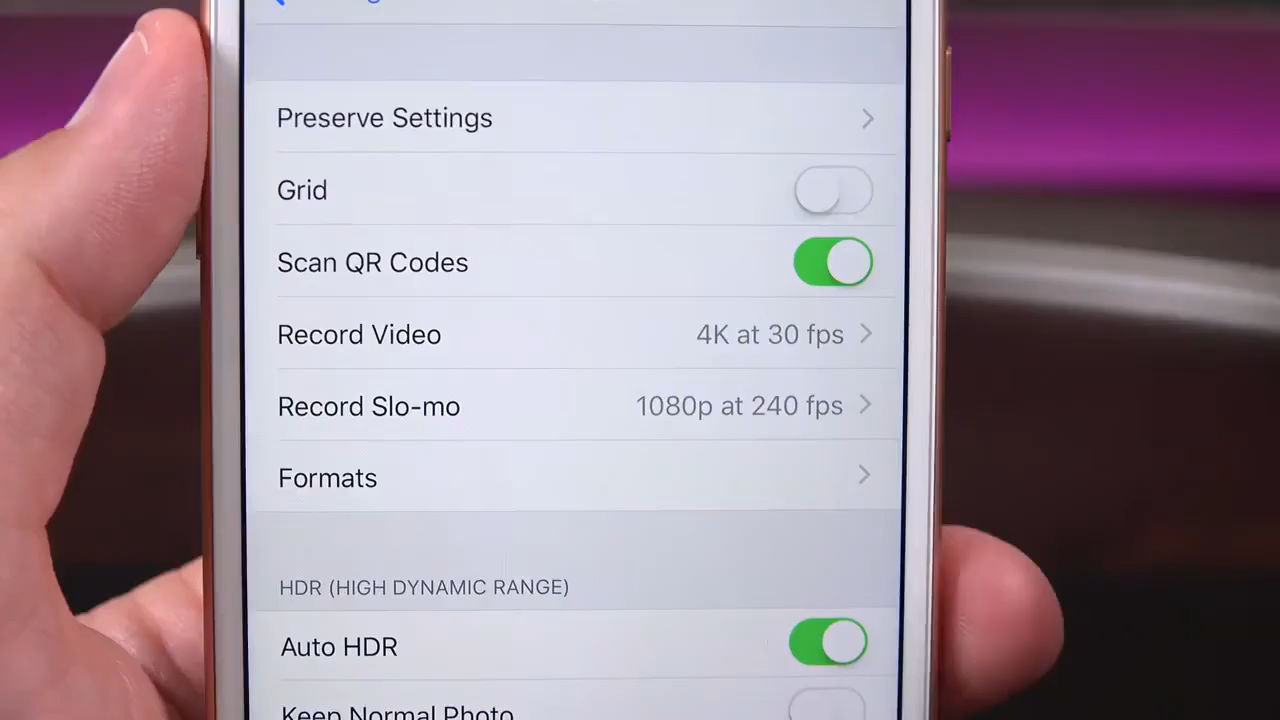 Preserve Settings
Grid
Scan QR Codes
Record Video 4K at 30 fps
Record Slo-mo 1080p at 240 fps
Formats
HDR (HIGH DYNAMIC RANGE)
Auto HDR
Keep Normal Photo